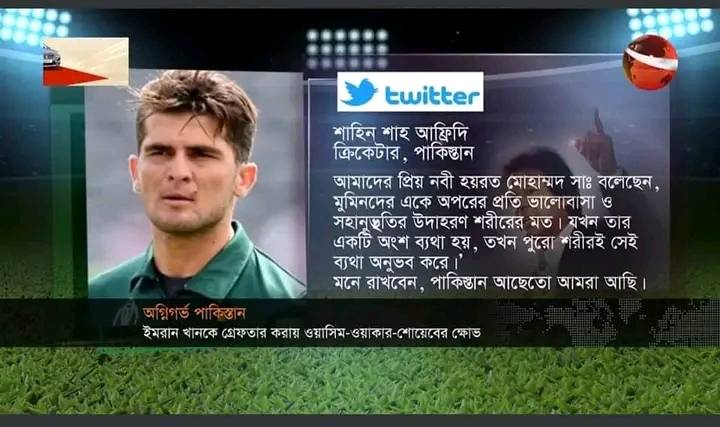 twitter
শাহিন শাহ আফ্রিদি
ক্রিকেটার, পাকিস্তান
আমাদের প্রিয় নবী হয়রত মোহাম্মদ সাঃ বলেছেন,
মুমিনদের একে অপরের প্রতি ভালোবাসা ও
সহানুভূতির উদাহরণ শরীরের মত। যখন তার
একটি অংশ ব্যথা হয়, তখন পুরো শরীরই সেই
ব্যথা অনুভব করে।’
মনে রাখবেন, পাকিস্তান আছেতো আমরা আছি।
অগ্নিগর্ভ পাকিস্তান
ইমরান খানকে গ্রেফতার করায় ওয়াসিম-ওয়াকার-শোয়েবের ক্ষোভ